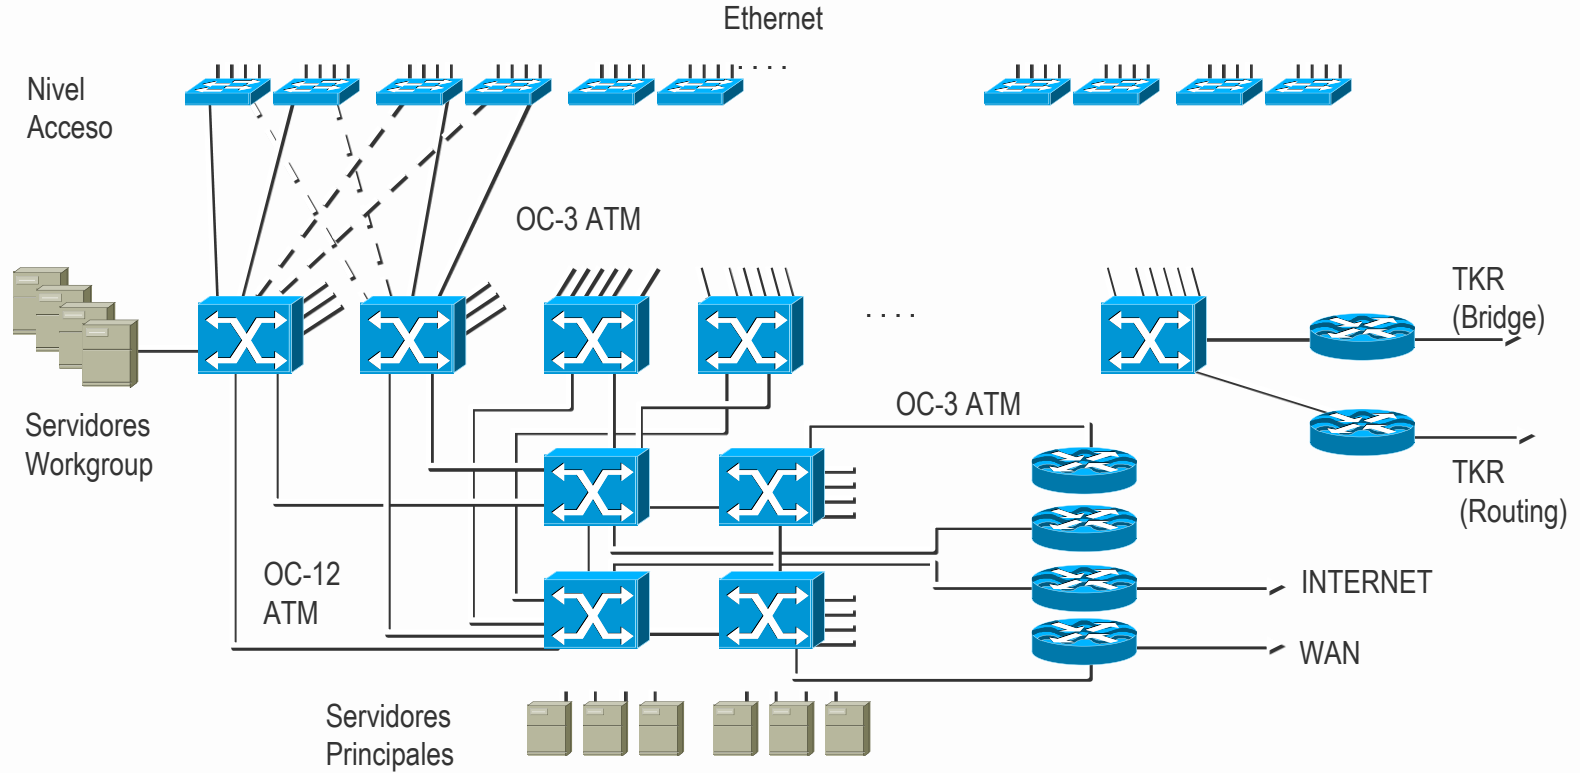 Ethernet
Nivel
Acceso
. . . .
OC-3 ATM
TKR
(Bridge)
. . . .
OC-3 ATM
Servidores
Workgroup
TKR
(Routing)
OC-12
ATM
INTERNET
WAN
Servidores
Principales